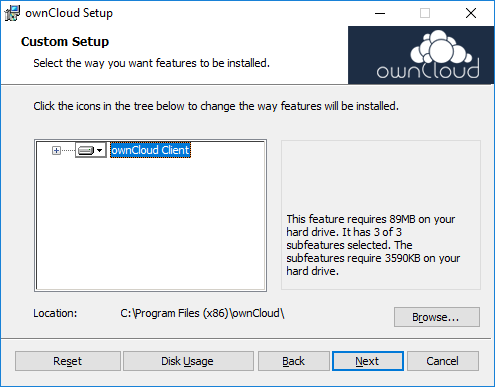 ownCloud Setup
Custom Setup
Select the way you want features to be installed.
ownCloud
Click the icons in the tree below to change the way features will be installed.
ownCloud Client
This feature requires 89MB on your
hard drive. It has 3 of 3
subfeatures selected. The
subfeatures require 3590KB on your
hard drive.
Location: C:\Program Files (x86)\ownCloud\
Browse...
Reset Disk Usage Back Next Cancel